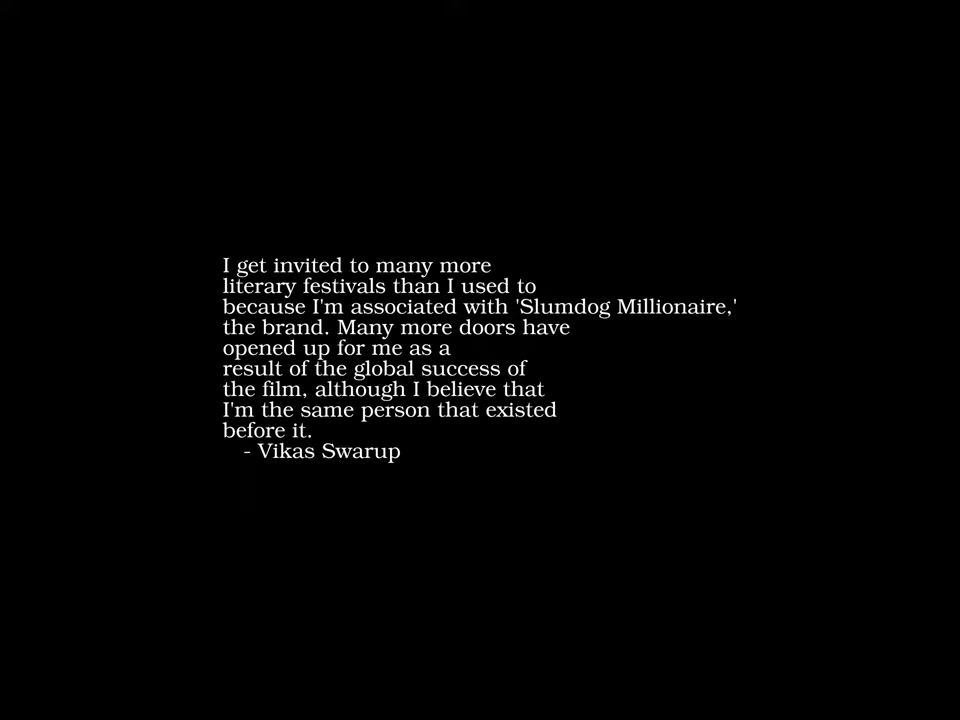 I get invited to many more
literary festivals than I used to
because I'm associated with 'Slumdog Millionaire,'
the brand. Many more doors have
opened up for me as a
result of the global success of
the film, although I believe that
I'm the same person that existed
before it.
- Vikas Swarup